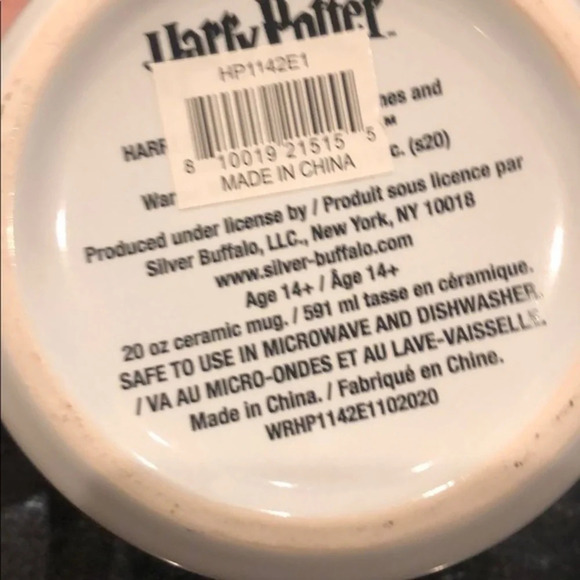 Harry Potter
HP1142E1
8 10019 21515 5
MADE IN CHINA
and
HARR
TM
c. (s20)
War
Produced under license by / Produit sous licence par
Silver Buffalo, LLC., New York, NY 10018
www.silver-buffalo.com
Age 14+ / Âge 14+
20 oz ceramic mug. / 591 ml tasse en céramique.
SAFE TO USE IN MICROWAVE AND DISHWASHER.
/ VA AU MICRO-ONDES ET AU LAVE-VAISSELLE.
Made in China. / Fabriqué en Chine.
WRHP1142E1102020